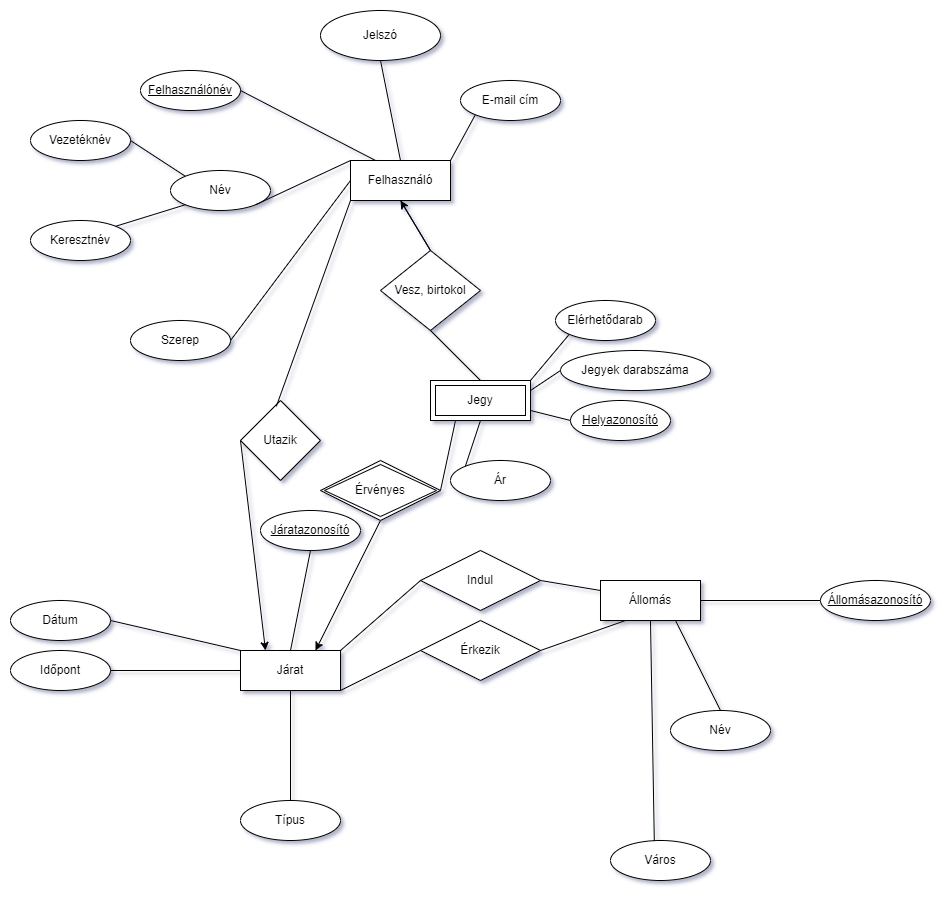 Jelszó
Felhasználónév
E-mail cím
Vezetéknév
Név
Felhasználó
Keresztnév
Vesz, birtokol
Szerep
Elérhetődarab
Jegyek darabszáma
Jegy
Helyazonosító
Utazik
Ár
Érvényes
Járatazonosító
Indul
Állomás
Állomásazonosító
Dátum
Érkezik
Időpont
Járat
Név
Típus
Város